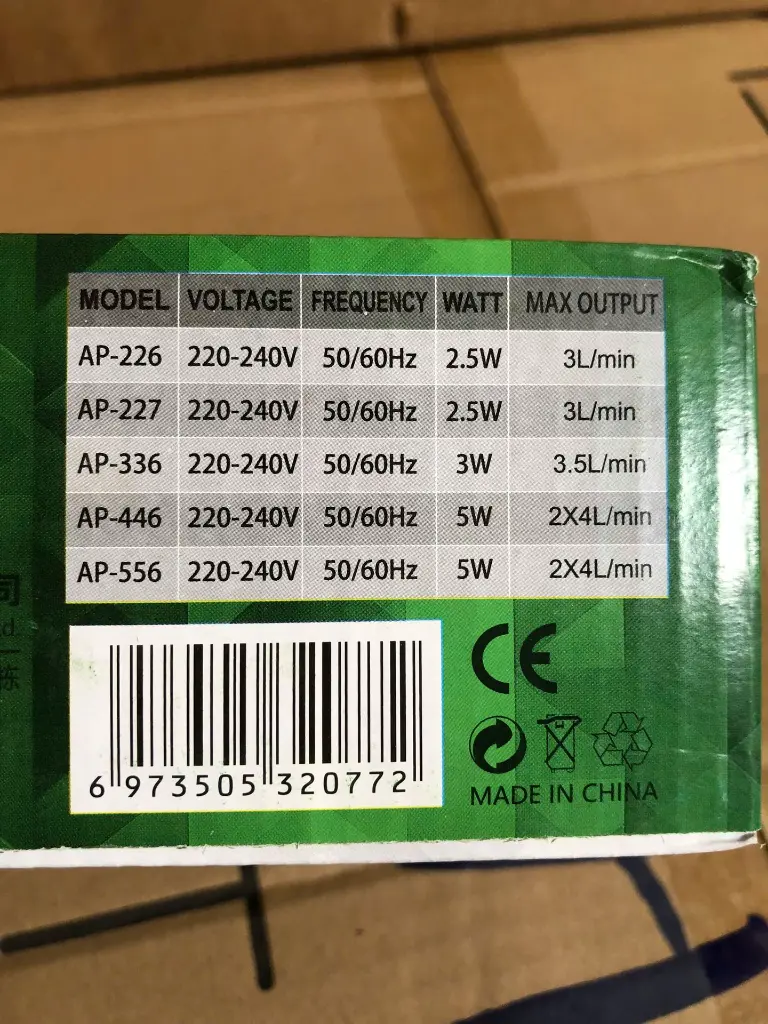 MODEL VOLTAGE FREQUENCY WATT MAX OUTPUT
AP-226 220-240V 50/60Hz 2.5W 3L/min
AP-227 220-240V 50/60Hz 2.5W 3L/min
AP-336 220-240V 50/60Hz 3W 3.5L/min
AP-446 220-240V 50/60Hz 5W 2X4L/min
AP-556 220-240V 50/60Hz 5W 2X4L/min
司
d.
栋
CE
6 973505 320772
MADE IN CHINA